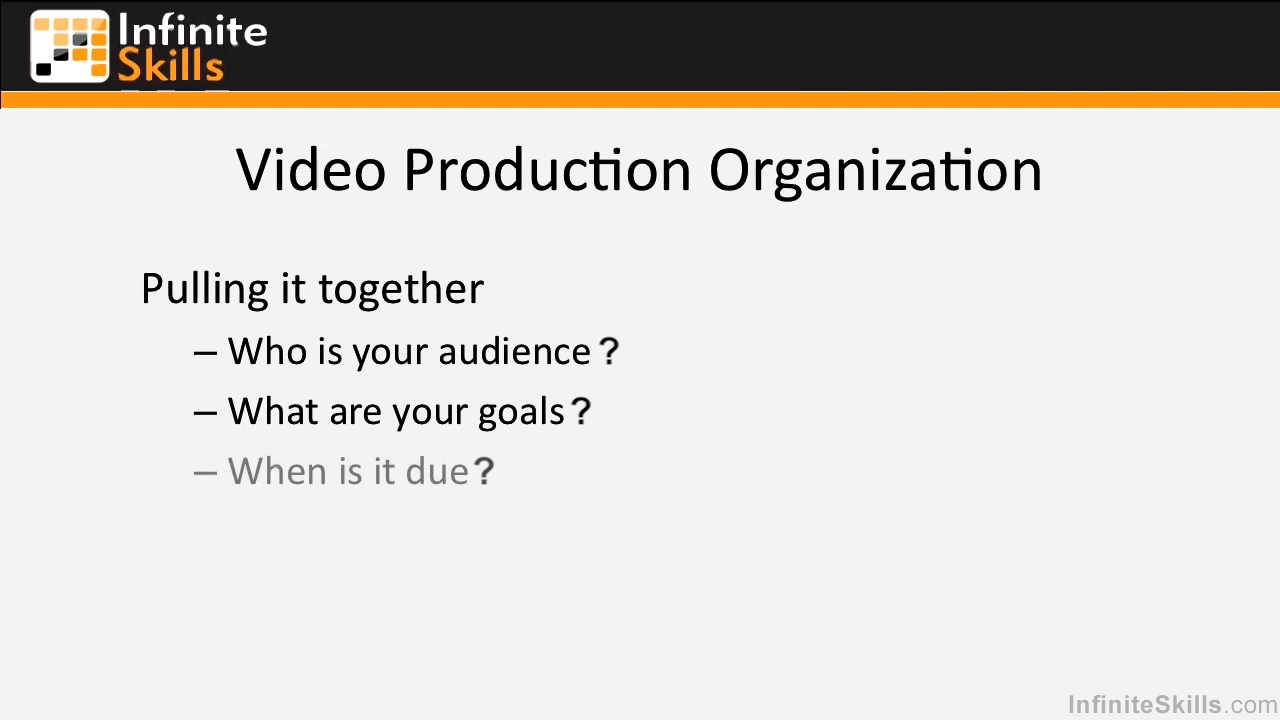 Infinite
Skills
Video Production Organization
Pulling it together
– Who is your audience?
– What are your goals?
– When is it due?
InfiniteSkills.com